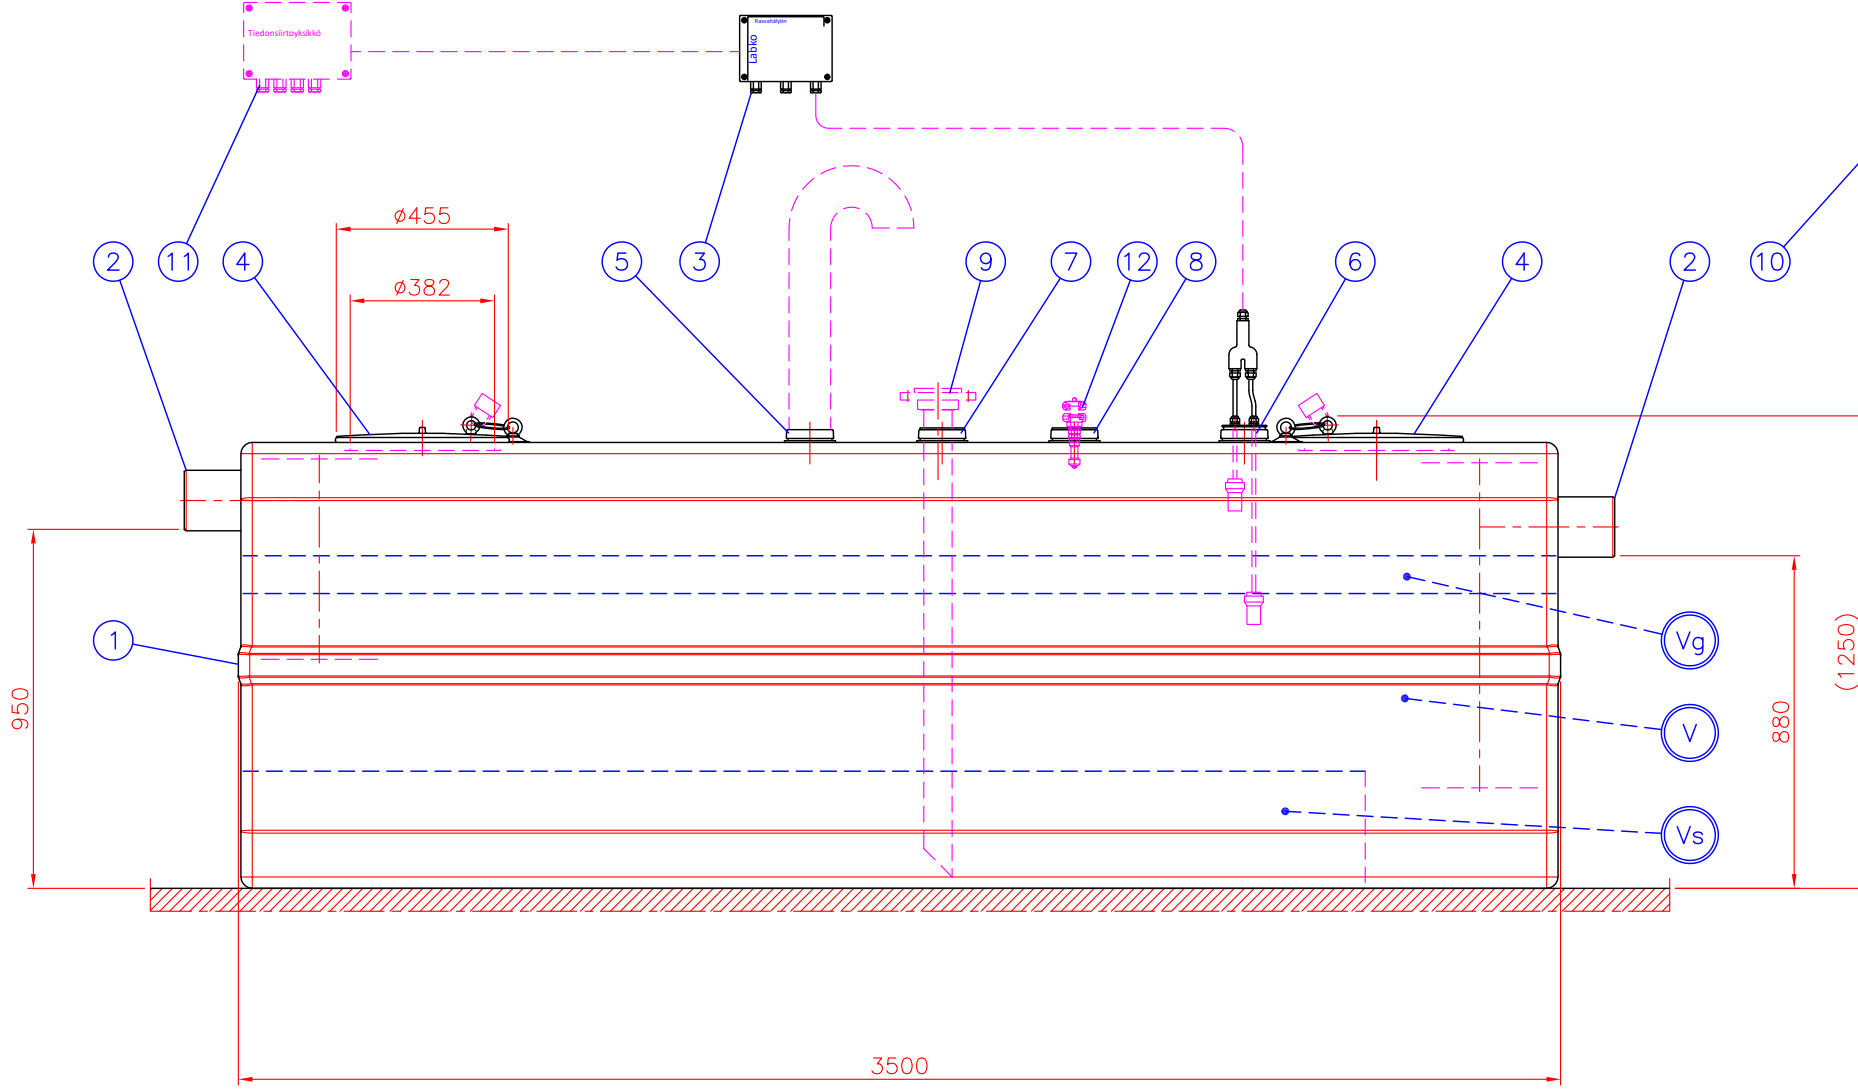 Tiedonsiirtoyksikkö
Rasvahälytin
Labko
ø455
ø382
2
11
4
5
3
9
7
12
8
6
4
2
10
1
950
Vg
V
Vs
880
(1250)
3500